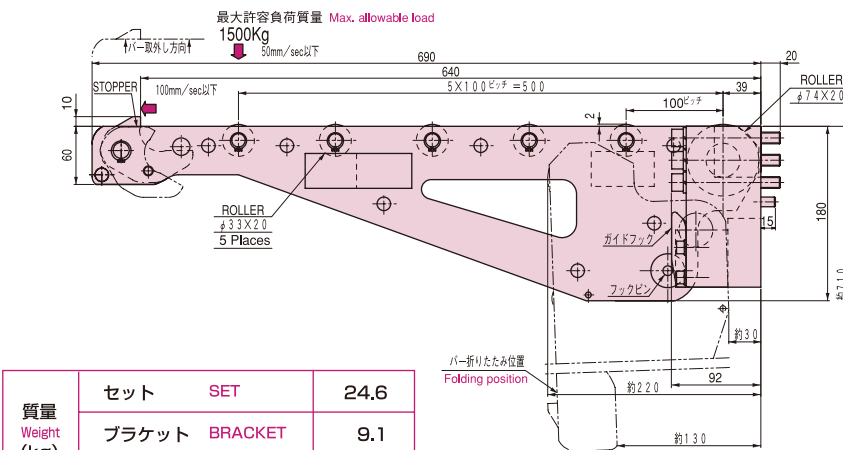 最大許容負荷質量 Max. allowable load
1500Kg
50mm/sec以下
バー取外し方向
690
20
640
STOPPER
100mm/sec以下
5×100ピッチ=500
39
ROLLER
φ74×20
10
100ピッチ
2
60
ROLLER
φ33×20
5 Places
180
15
ガイドフック
フックピン
約710
約30
バー折りたたみ位置
Folding position
92
約220
約130
質量
Weight
(kg)
セット SET 24.6
ブラケット BRACKET 9.1